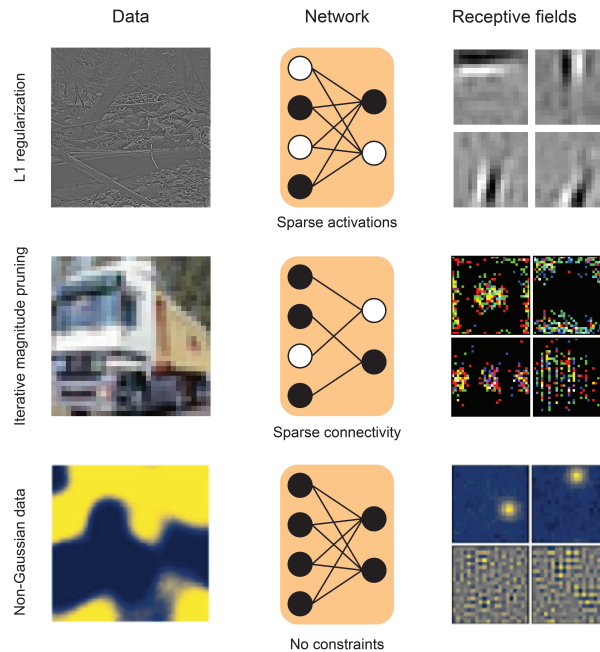 Data
Network
Receptive fields
L1 regularization
Sparse activations
Iterative magnitude pruning
Sparse connectivity
Non-Gaussian data
No constraints